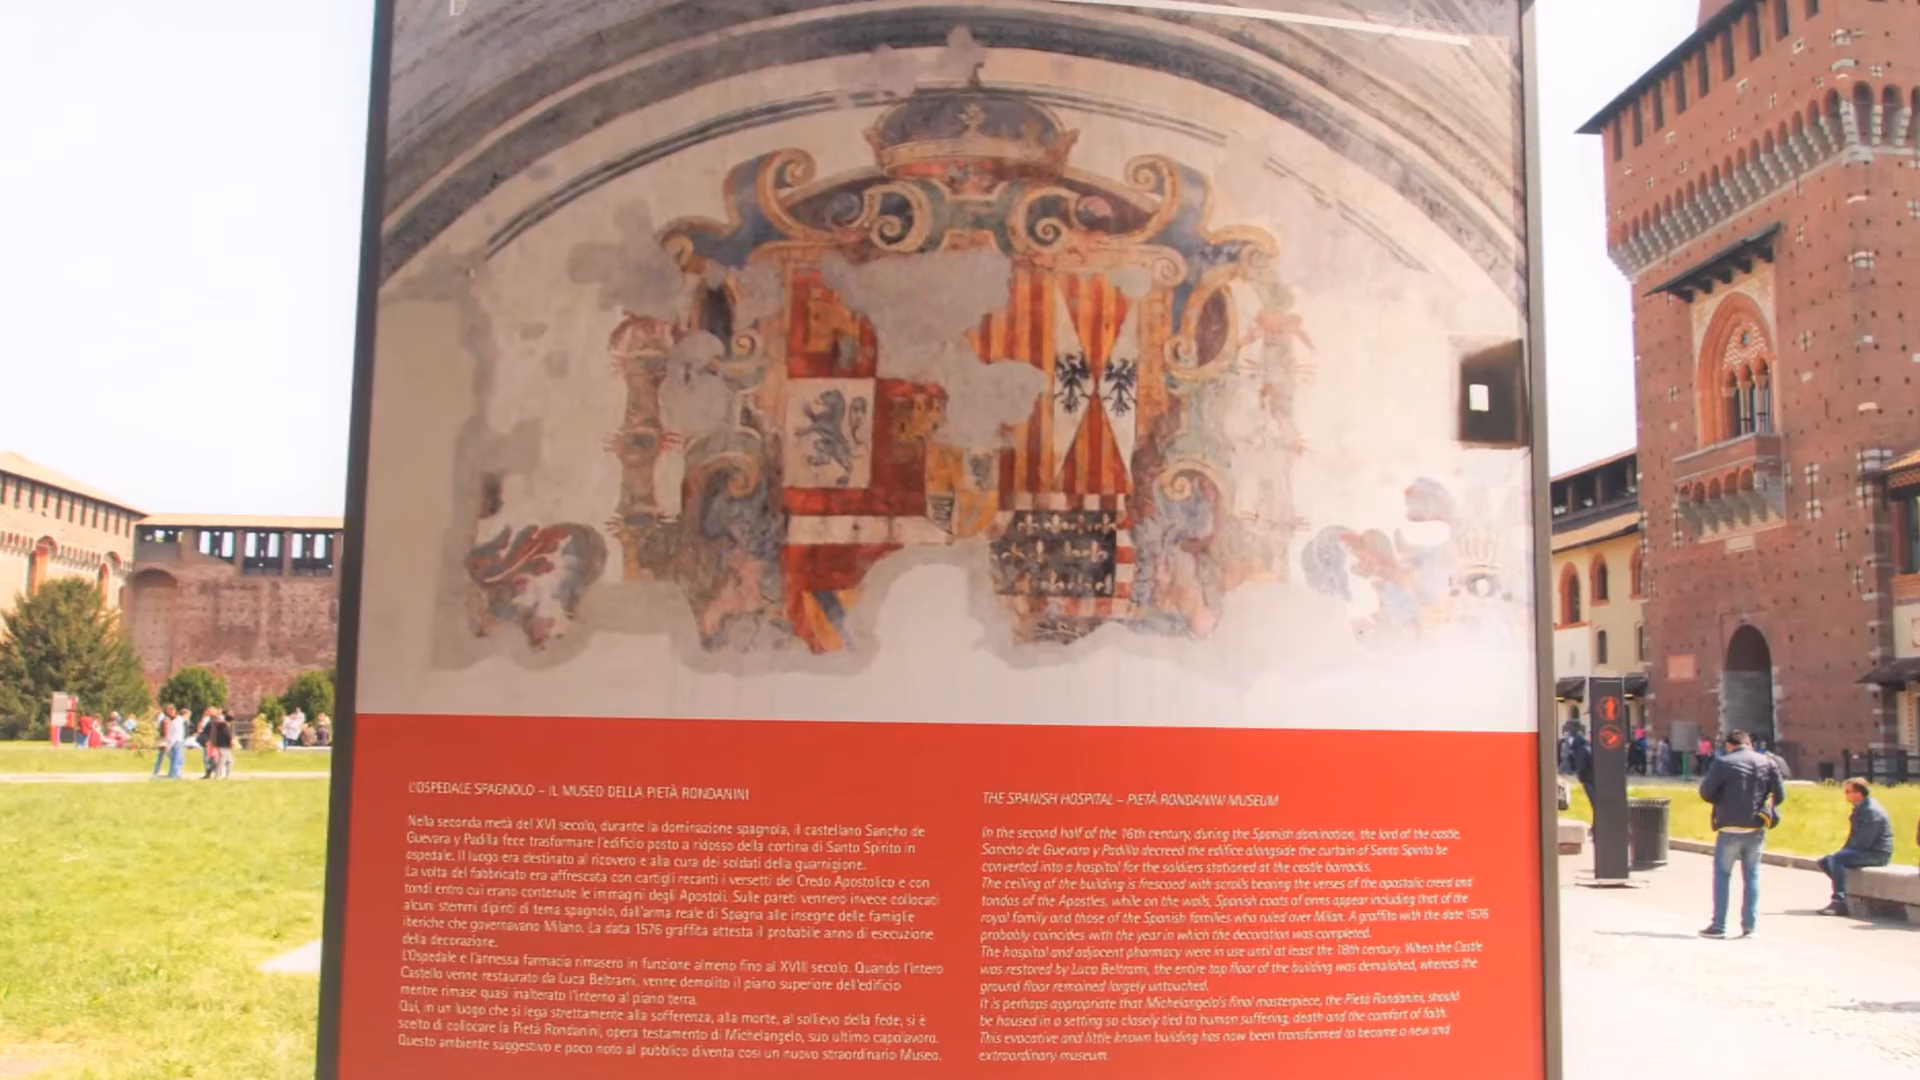 L'OSPEDALE SPAGNOLO – IL MUSEO DELLA PIETÀ RONDANINI
Nella seconda metà del XVI secolo, durante la dominazione spagnola, il castellano Sancho de
Guevara y Padilla fece trasformare l'edificio posto a ridosso della cortina di Santo Spirito in
ospedale. Il luogo era destinato al ricovero e alla cura dei soldati della guarnigione.
La volta del fabbricato era affrescata con cartigli recanti i versetti del Credo Apostolico e con
tondi entro cui erano contenute le immagini degli Apostoli. Sulle pareti vennero invece collocati
alcuni stemmi dipinti di tema spagnolo, dall'arma reale di Spagna alle insegne delle famiglie
iberiche che governavano Milano. La data 1576 graffita attesta il probabile anno di esecuzione
della decorazione.
L'Ospedale e l'annessa farmacia rimasero in funzione almeno fino al XVIII secolo. Quando l'intero
Castello venne restaurato da Luca Beltrami, venne demolito il piano superiore dell'edificio
mentre rimase quasi inalterato l'interno al piano terra.
Qui, in un luogo che si lega strettamente alla sofferenza, alla morte, al sollievo della fede, si è
scelto di collocare la Pietà Rondanini, opera testamento di Michelangelo, suo ultimo capolavoro.
Questo ambiente suggestivo e poco noto al pubblico diventa così un nuovo straordinario Museo.
THE SPANISH HOSPITAL – PIETÀ RONDANINI MUSEUM
In the second half of the 16th century, during the Spanish domination, the lord of the castle,
Sancho de Guevara y Padilla decreed the edifice alongside the curtain of Santo Spirito be
converted into a hospital for the soldiers stationed at the castle barracks.
The ceiling of the building is frescoed with scrolls bearing the verses of the apostolic creed and
tondos of the Apostles, while on the walls, Spanish coats of arms appear including that of the
royal family and those of the Spanish families who ruled over Milan. A graffito with the date 1576
probably coincides with the year in which the decoration was completed.
The hospital and adjacent pharmacy were in use until at least the 18th century. When the Castle
was restored by Luca Beltrami, the entire top floor of the building was demolished, whereas the
ground floor remained largely untouched.
It is perhaps appropriate that Michelangelo's final masterpiece, the Pietà Rondanini, should
be housed in a setting so closely tied to human suffering, death and the comfort of faith.
This evocative and little known building has now been transformed to become a new and
extraordinary museum.